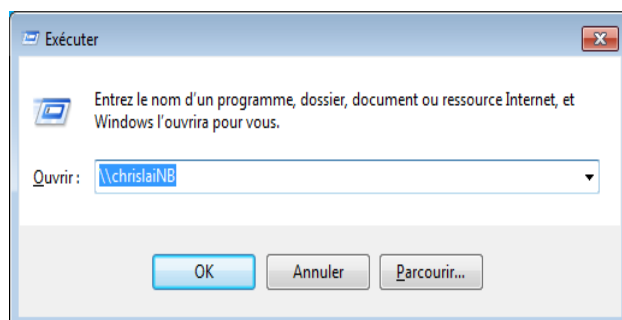 Exécuter
Entrez le nom d'un programme, dossier, document ou ressource Internet, et
Windows l'ouvrira pour vous.
Ouvrir : \\chrislaiNB
OK Annuler Parcourir...